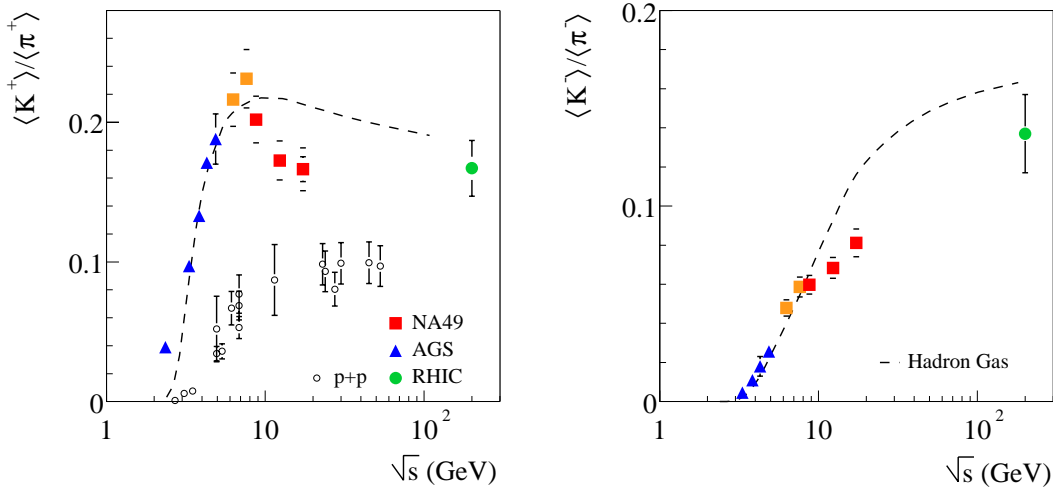 ⟨K⁺⟩/⟨π⁺⟩
0.2
0.1
0
NA49
AGS
p+p
RHIC
1
10
10²
√s (GeV)
⟨K⁻⟩/⟨π⁻⟩
0.2
0.1
0
Hadron Gas
1
10
10²
√s (GeV)